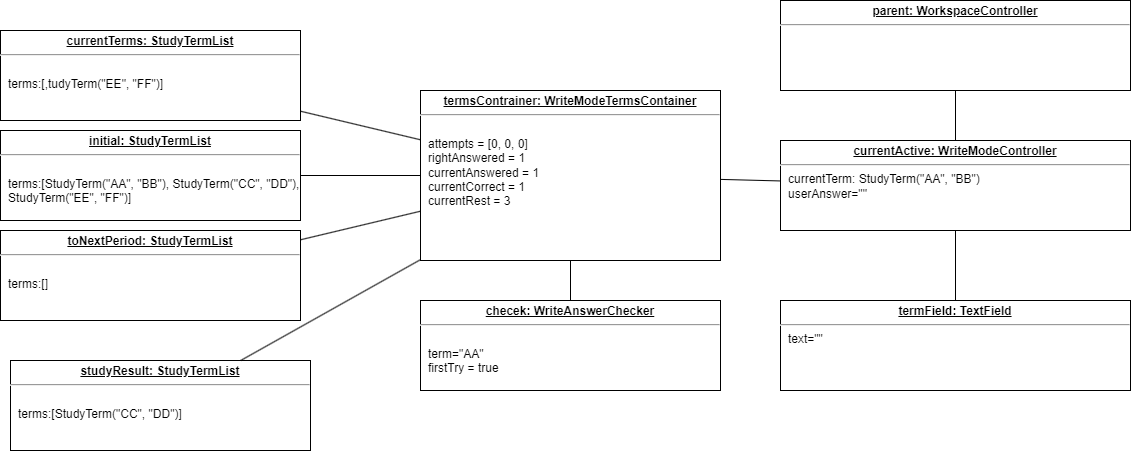 parent: WorkspaceController
currentTerms: StudyTermList
terms:[,tudyTerm("EE", "FF")]
termsContrainer: WriteModeTermsContainer
attempts = [0, 0, 0]
rightAnswered = 1
currentAnswered = 1
currentCorrect = 1
currentRest = 3
initial: StudyTermList
terms:[StudyTerm("AA", "BB"), StudyTerm("CC", "DD"),
StudyTerm("EE", "FF")]
currentActive: WriteModeController
currentTerm: StudyTerm("AA", "BB")
userAnswer=""
toNextPeriod: StudyTermList
terms:[]
checek: WriteAnswerChecker
term="AA"
firstTry = true
termField: TextField
text=""
studyResult: StudyTermList
terms:[StudyTerm("CC", "DD")]